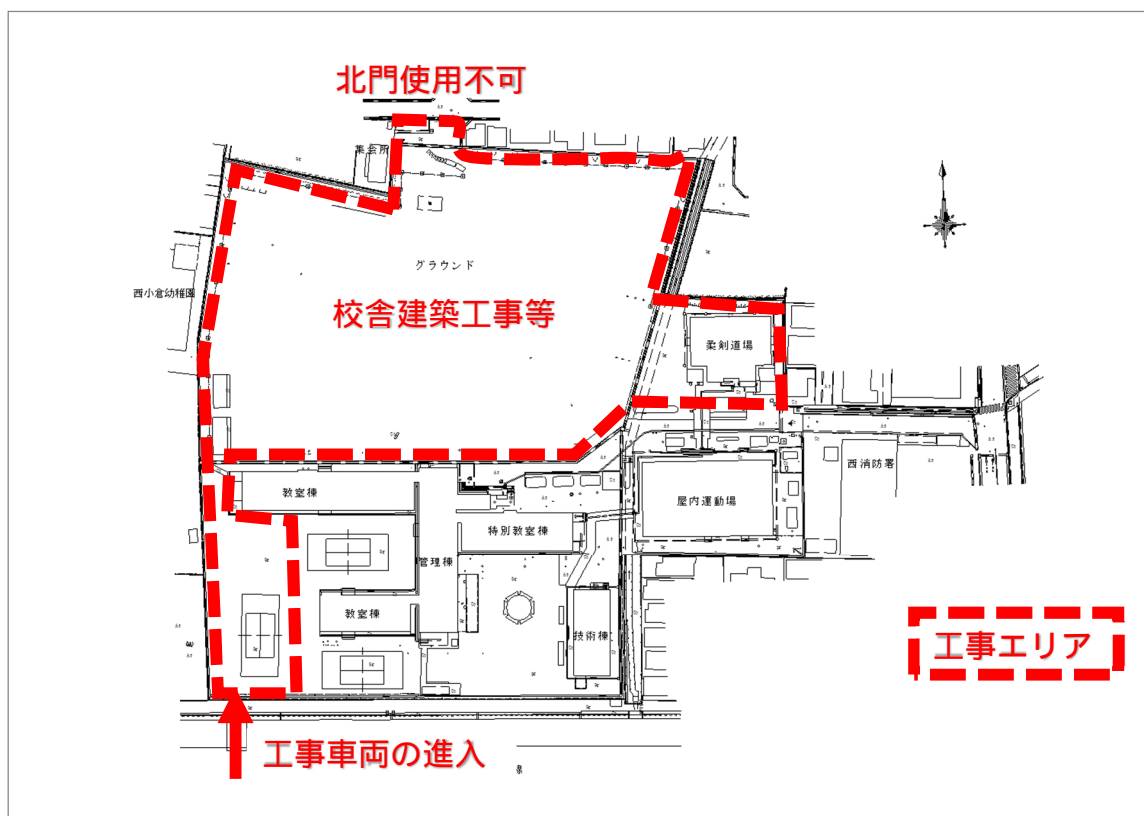 北門使用不可
集会所
グラウンド
西小倉幼稚園
校舎建築工事等
柔剣道場
西消防署
教室棟
屋内運動場
特別教室棟
管理棟
教室棟
技術棟
工事エリア
工事車両の進入